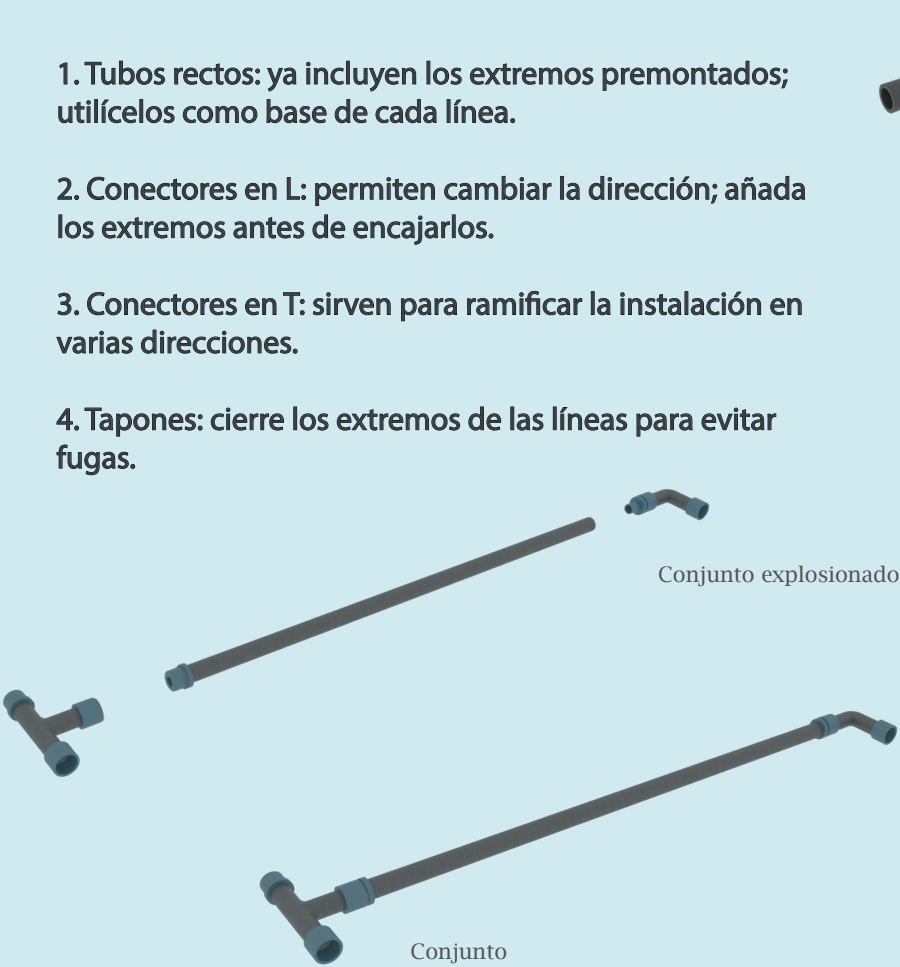 1. Tubos rectos: ya incluyen los extremos premontados;
utilícelos como base de cada línea.
2. Conectores en L: permiten cambiar la dirección; añada
los extremos antes de encajarlos.
3. Conectores en T: sirven para ramificar la instalación en
varias direcciones.
4. Tapones: cierre los extremos de las líneas para evitar
fugas.
Conjunto explosionado
Conjunto